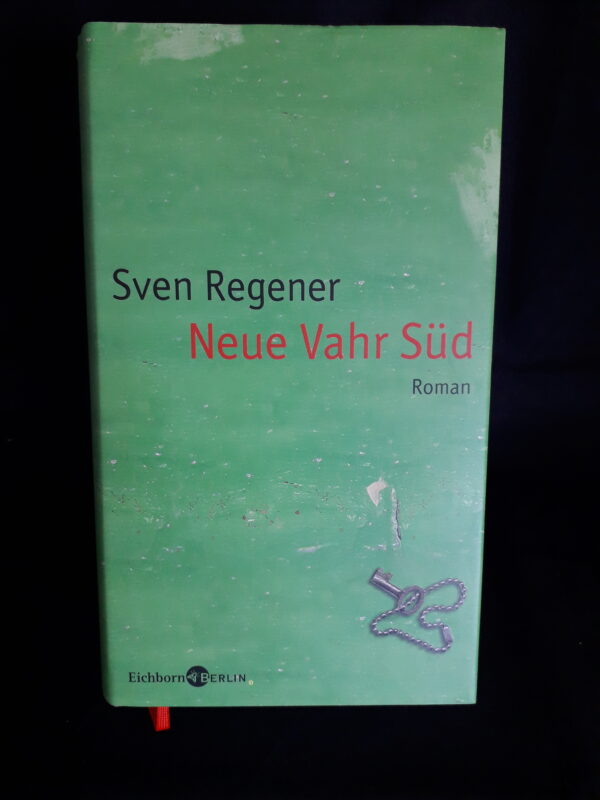 Sven Regener
Neue Vahr Süd
Roman
Eichborn BERLIN